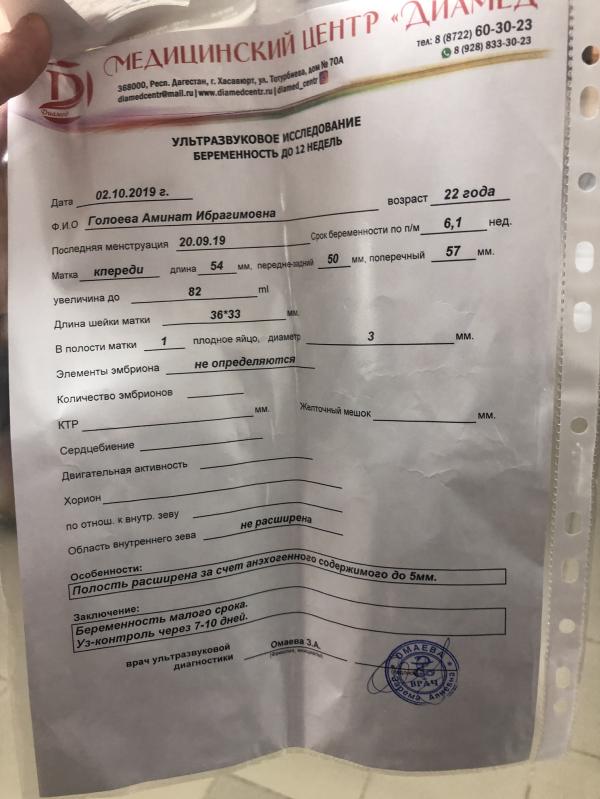 МЕДИЦИНСКИЙ ЦЕНТР «ДИАМЕД
тел: 8 (8722) 60-30-23
8 (928) 833-30-23
368000, Респ. Дагестан, г. Хасавюрт, ул. Тотурбиева, дом № 70А
diamedcentr@mail.ru | www.diamedcentr.ru | diamed_centr
Диамед
УЛЬТРАЗВУКОВОЕ ИССЛЕДОВАНИЕ
БЕРЕМЕННОСТЬ ДО 12 НЕДЕЛЬ
Дата 02.10.2019 г.
Ф.И.О Голоева Аминат Ибрагимовна возраст 22 года
Последняя менструация 20.09.19 Срок беременности по п/м 6,1 нед.
Матка кпереди длина 54 мм, передне-задний 50 мм, поперечный 57 мм.
увеличина до 82 ml
Длина шейки матки 36*33 мм.
В полости матки 1 плодное яйцо, диаметр 3 мм.
Элементы эмбриона не определяются
Количество эмбрионов
КТР мм. Желточный мешок мм.
Сердцебиение
Двигательная активность
Хорион
по отнош. к внутр. зеву
Область внутреннего зева не расширена
Особенности:
Полость расширена за счет анэхогенного содержимого до 5мм.
Заключение:
Беременность малого срока.
Уз-контроль через 7-10 дней.
врач ультразвуковой
диагностики
Омаева З.А.
ОМАЕВА
ВРАЧ